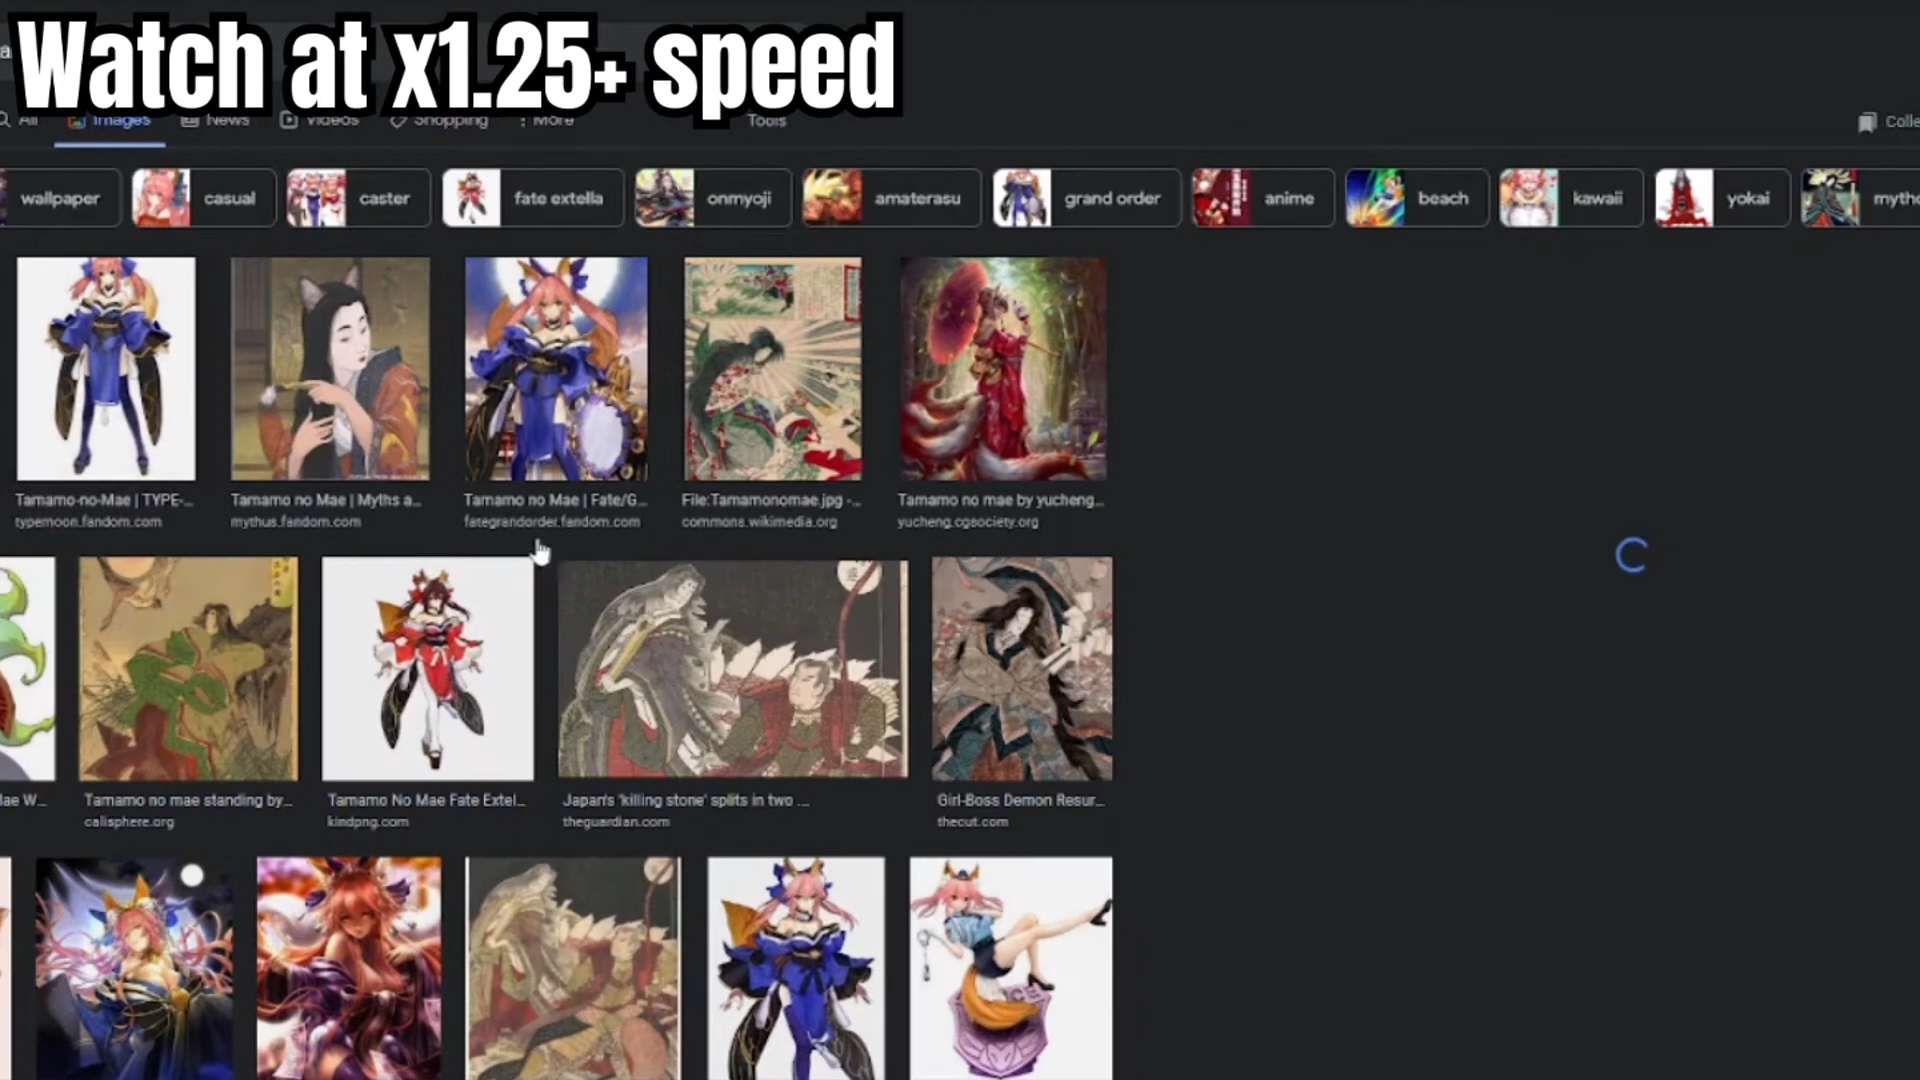 Watch at x1.25+ speed
All Images News Videos Shopping More Tools Colle
wallpaper casual caster fate extella onmyoji amaterasu grand order anime beach kawaii yokai mytho
Tamamo-no-Mae | TYPE-... Tamamo no Mae | Myths a... Tamamo no Mae | Fate/G... File:Tamamonomae.jpg -... Tamamo no mae by yucheng...
typemoon.fandom.com mythus.fandom.com fategrandorder.fandom.com commons.wikimedia.org yucheng.cgsociety.org
Mae W... Tamamo no mae standing by... Tamamo No Mae Fate Extel... Japan's 'killing stone' splits in two ... Girl-Boss Demon Resur...
calisphere.org kindpng.com theguardian.com thecut.com